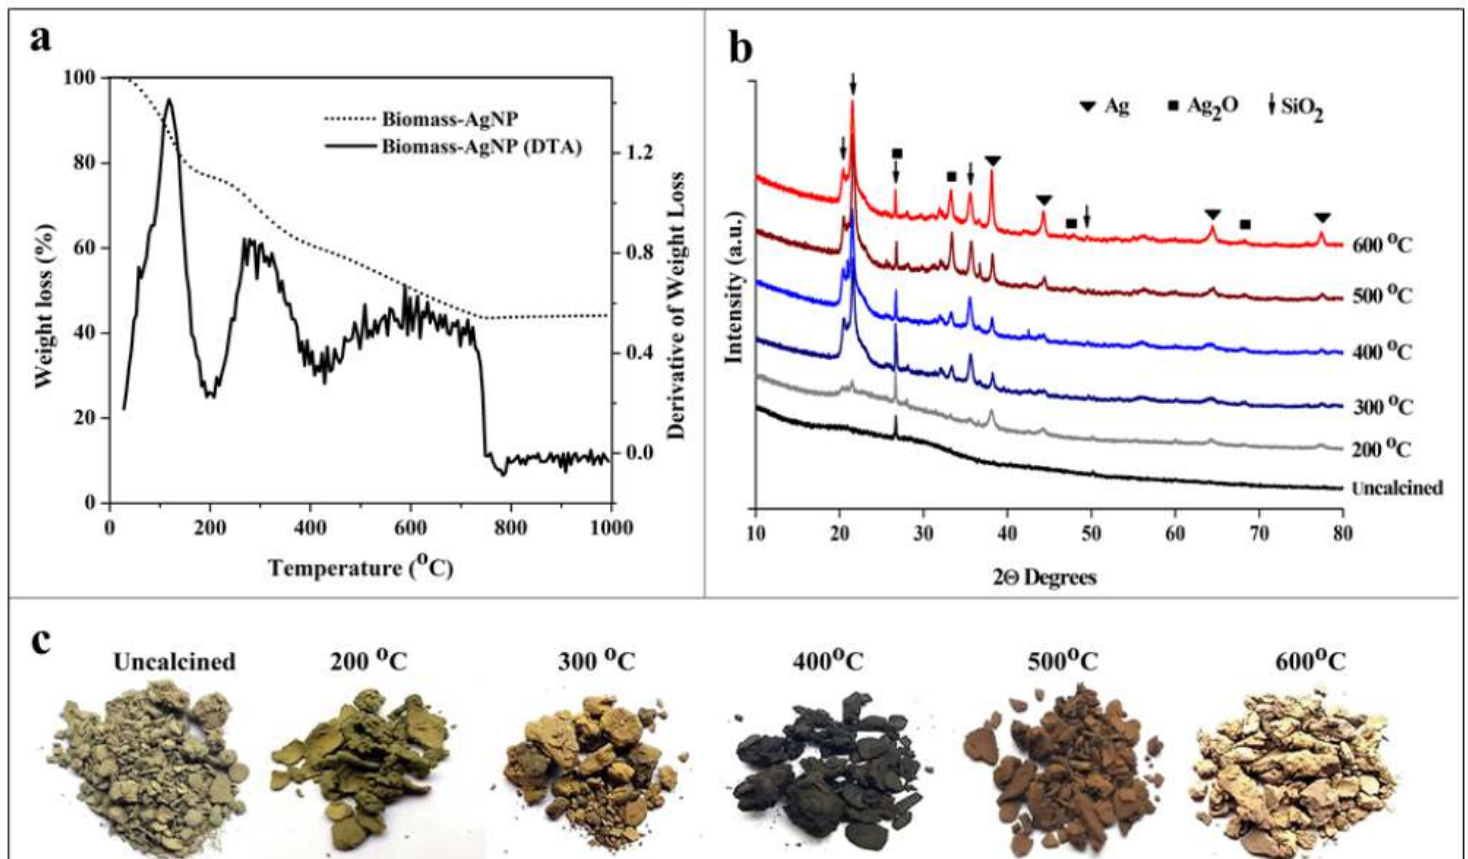 a
100
80
60
40
20
0
Weight loss (%)
Biomass-AgNP
Biomass-AgNP (DTA)
1.2
0.8
0.4
0.0
Derivative of Weight Loss
0 200 400 600 800 1000
Temperature (°C)
b
Ag Ag₂O SiO₂
Intensity (a.u.)
600 °C
500 °C
400 °C
300 °C
200 °C
Uncalcined
10 20 30 40 50 60 70 80
2Θ Degrees
c
Uncalcined 200 °C 300 °C 400°C 500°C 600°C